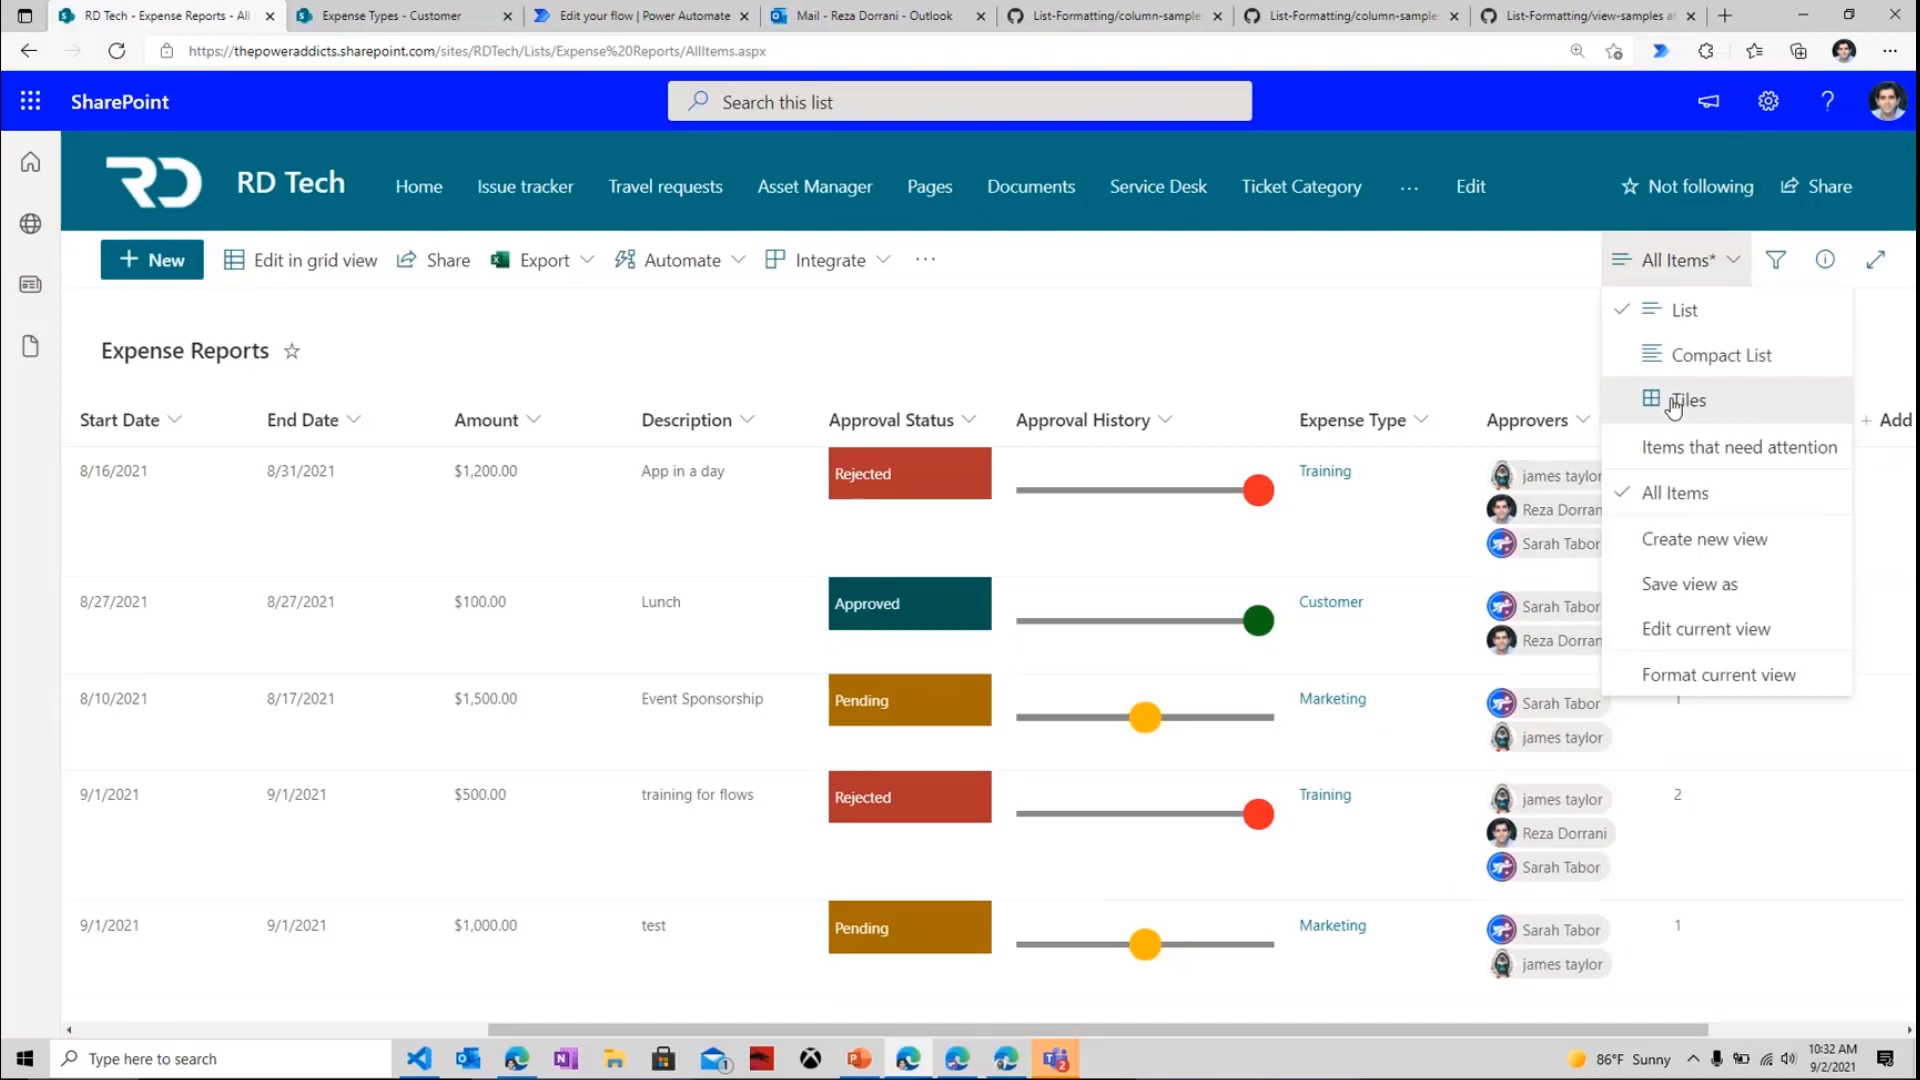 RD Tech - Expense Reports - All
Expense Types - Customer
Edit your flow | Power Automate
Mail - Reza Dorrani - Outlook
List-Formatting/column-sample
List-Formatting/column-sample
List-Formatting/view-samples at
https://thepoweraddicts.sharepoint.com/sites/RDTech/Lists/Expense%20Reports/AllItems.aspx
SharePoint
Search this list
RD Tech
Home
Issue tracker
Travel requests
Asset Manager
Pages
Documents
Service Desk
Ticket Category
Edit
Not following
Share
New
Edit in grid view
Share
Export
Automate
Integrate
All Items*
List
Compact List
Tiles
Items that need attention
All Items
Create new view
Save view as
Edit current view
Format current view
Expense Reports
Start Date
End Date
Amount
Description
Approval Status
Approval History
Expense Type
Approvers
+ Add
8/16/2021
8/31/2021
$1,200.00
App in a day
Rejected
Training
james taylor
Reza Dorran
Sarah Tabor
8/27/2021
8/27/2021
$100.00
Lunch
Approved
Customer
Sarah Tabor
Reza Dorran
8/10/2021
8/17/2021
$1,500.00
Event Sponsorship
Pending
Marketing
Sarah Tabor
james taylor
9/1/2021
9/1/2021
$500.00
training for flows
Rejected
Training
james taylor
Reza Dorrani
Sarah Tabor
2
9/1/2021
9/1/2021
$1,000.00
test
Pending
Marketing
Sarah Tabor
james taylor
1
Type here to search
86°F Sunny
10:32 AM
9/2/2021